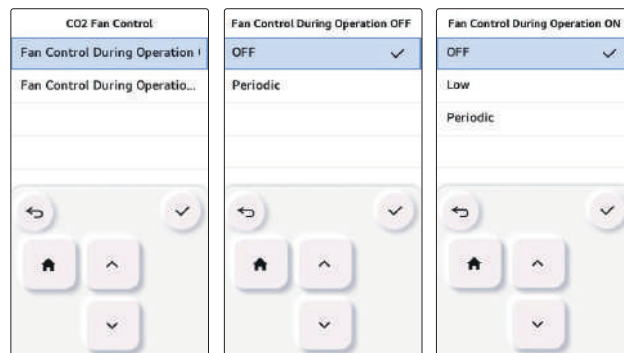 CO2 Fan Control
Fan Control During Operation
Fan Control During Operatio...
Fan Control During Operation OFF
OFF
Periodic
Fan Control During Operation ON
OFF
Low
Periodic